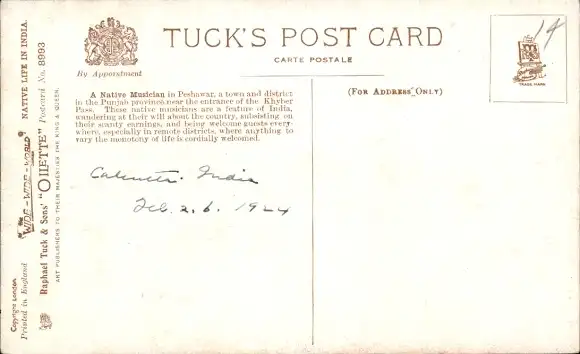 TUCK'S POST CARD
CARTE POSTALE
By Appointment
(FOR ADDRESS ONLY)
14
TRADE MARK
A Native Musician in Peshawar, a town and district
in the Punjab province near the entrance of the Khyber
Pass. These native musicians are a feature of India,
wandering at their will about the country, subsisting on
their scanty earnings, and being welcome guests every-
where, especially in remote districts, where anything to
vary the monotony of life is cordially welcomed.
Calcutta. India
Feb. 26. 1924
NATIVE LIFE IN INDIA.
"THE WIDE-WIDE-WORLD"
Raphael Tuck & Sons' "OILETTE" Postcard No. 8993
ART PUBLISHERS TO THEIR MAJESTIES THE KING & QUEEN.
Copyright London
Printed in England